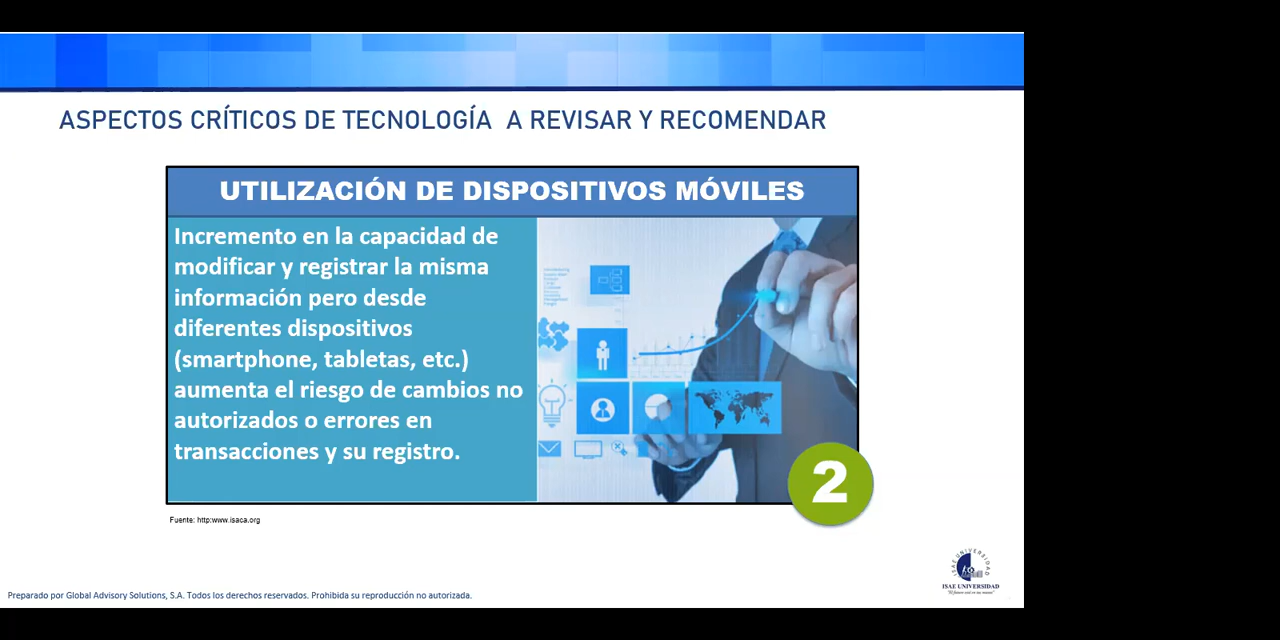 ASPECTOS CRÍTICOS DE TECNOLOGÍA A REVISAR Y RECOMENDAR
UTILIZACIÓN DE DISPOSITIVOS MÓVILES
Incremento en la capacidad de
modificar y registrar la misma
información pero desde
diferentes dispositivos
(smartphone, tabletas, etc.)
aumenta el riesgo de cambios no
autorizados o errores en
transacciones y su registro.
2
Fuente: http:www.isaca.org
ISAE UNIVERSIDAD
ISAE UNIVERSIDAD
Preparado por Global Advisory Solutions, S.A. Todos los derechos reservados. Prohibida su reproducción no autorizada.